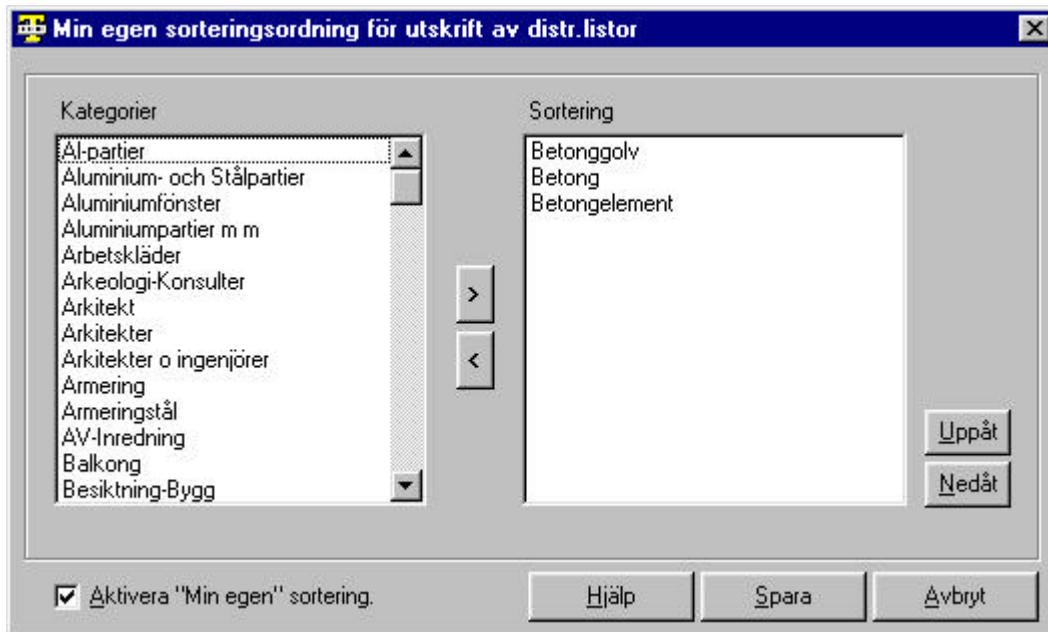 Min egen sorteringsordning för utskrift av distr.listor
Kategorier
Al-partier
Aluminium- och Stålpartier
Aluminiumfönster
Aluminiumpartier m m
Arbetskläder
Arkeologi-Konsulter
Arkitekt
Arkitekter
Arkitekter o ingenjörer
Armering
Armeringstål
AV-Inredning
Balkong
Besiktning-Bygg
>
<
Sortering
Betonggolv
Betong
Betongelement
Uppåt
Nedåt
Aktivera "Min egen" sortering.
Hjälp
Spara
Avbryt